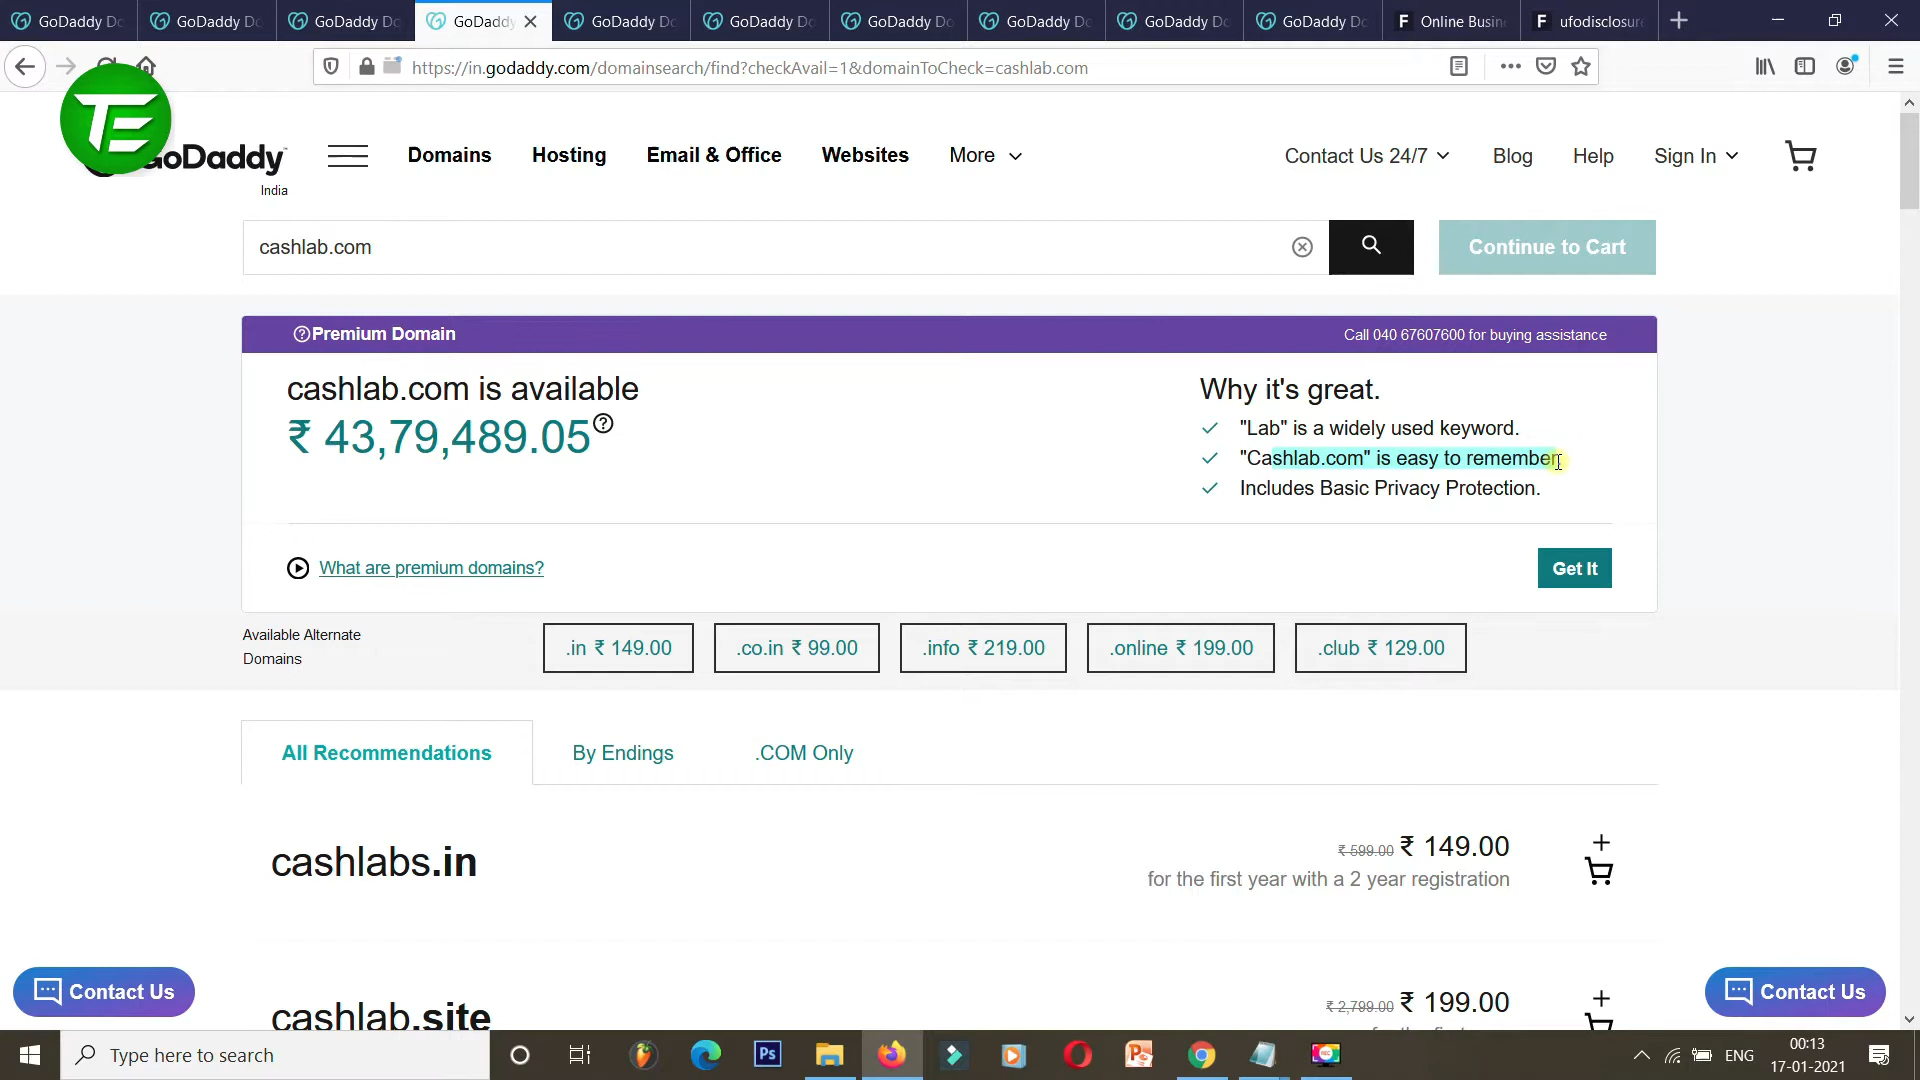 GoDaddy Do
GoDaddy Do
GoDaddy Do
GoDaddy
GoDaddy Do
GoDaddy Do
GoDaddy Do
GoDaddy Do
GoDaddy Do
GoDaddy Do
F Online Busin
F ufodisclosure
https://in.godaddy.com/domainsearch/find?checkAvail=1&domainToCheck=cashlab.com
TE
GoDaddy
India
Domains
Hosting
Email & Office
Websites
More
Contact Us 24/7
Blog
Help
Sign In
cashlab.com
Continue to Cart
Premium Domain
Call 040 67607600 for buying assistance
cashlab.com is available
₹ 43,79,489.05
Why it's great.
"Lab" is a widely used keyword.
"Cashlab.com" is easy to remember.
Includes Basic Privacy Protection.
What are premium domains?
Get It
Available Alternate
Domains
.in ₹ 149.00
.co.in ₹ 99.00
.info ₹ 219.00
.online ₹ 199.00
.club ₹ 129.00
All Recommendations
By Endings
.COM Only
cashlabs.in
₹ 599.00 ₹ 149.00
for the first year with a 2 year registration
cashlab.site
₹ 2,799.00 ₹ 199.00
Contact Us
Contact Us
Type here to search
Ps
ENG
00:13
17-01-2021